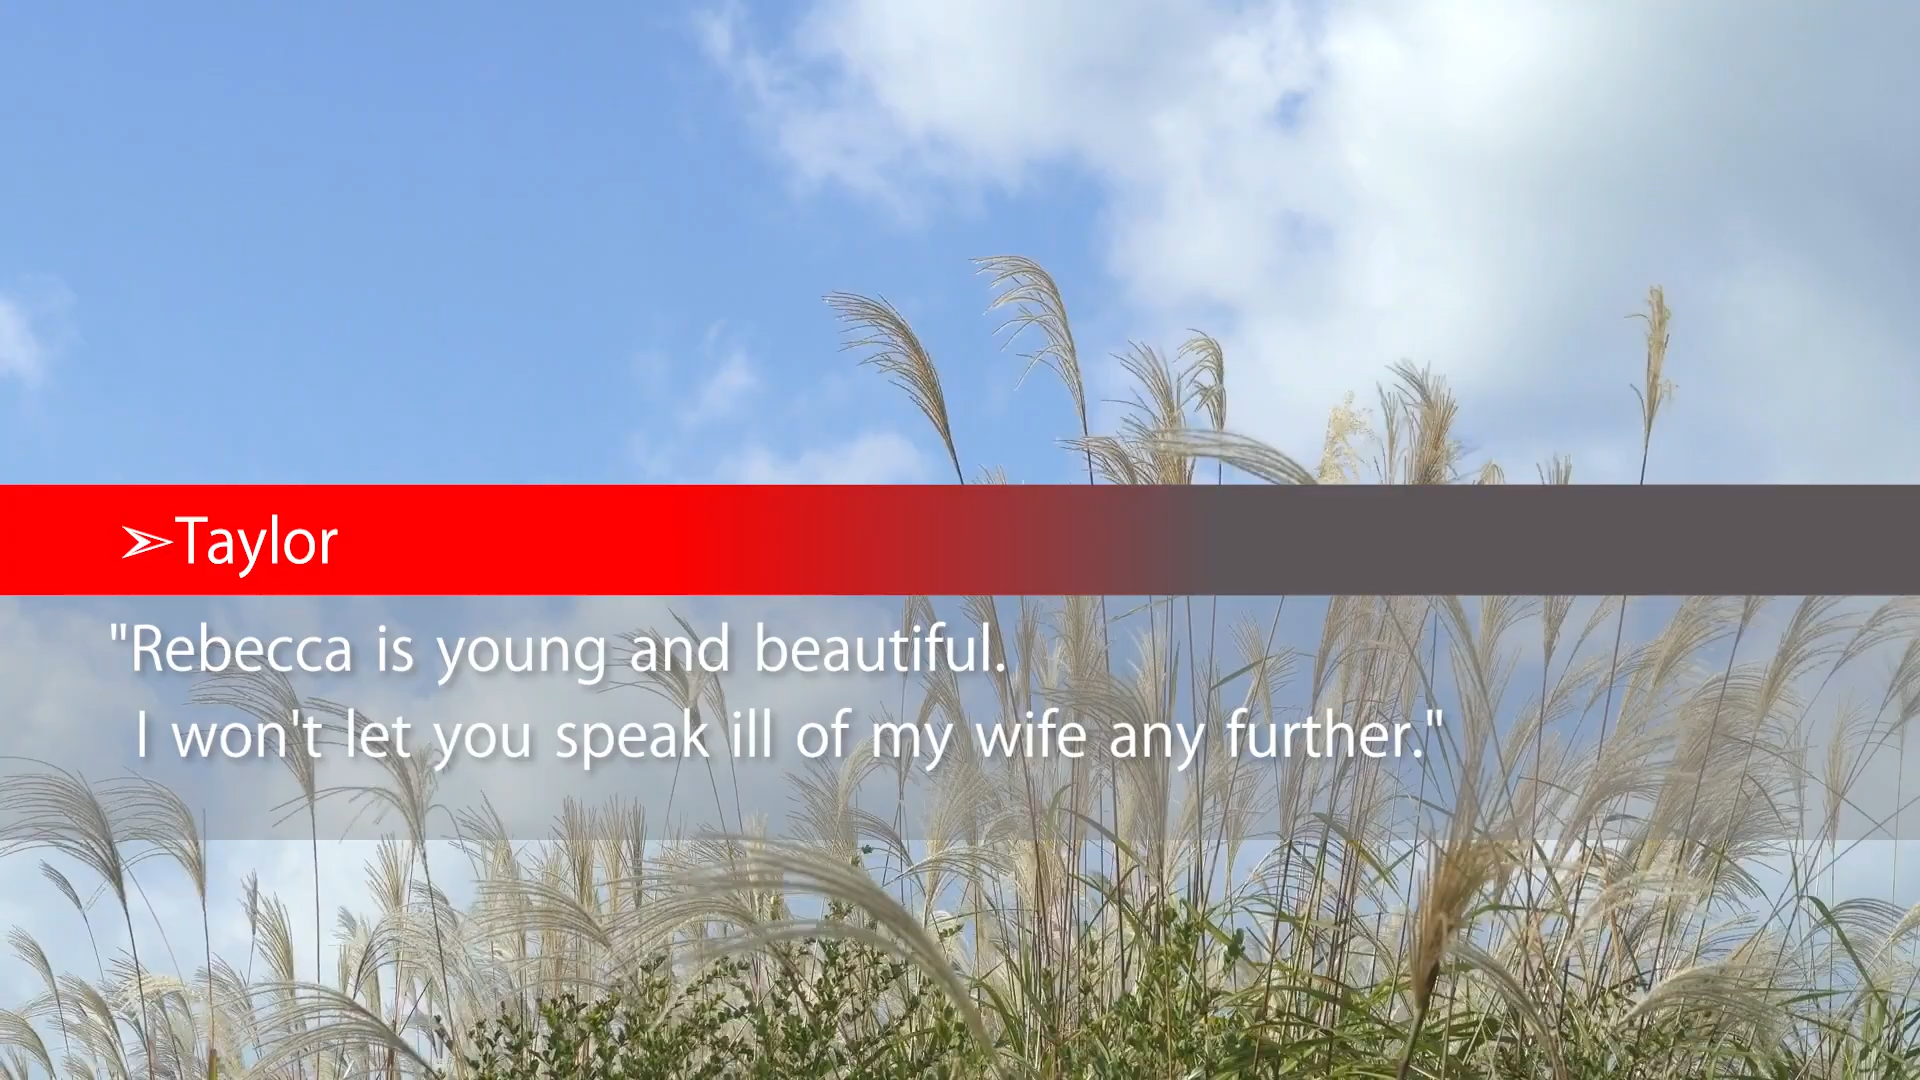 ➢Taylor
"Rebecca is young and beautiful.
I won't let you speak ill of my wife any further."